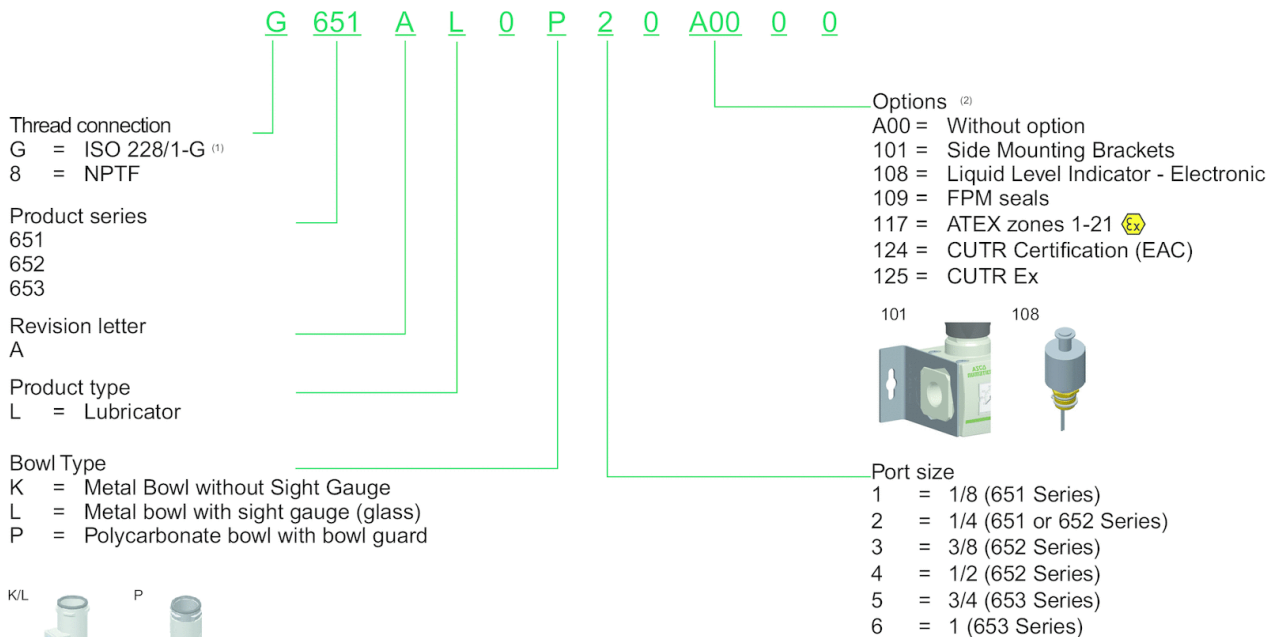 G 651 A L 0 P 2 0 A00 0 0
Thread connection
G = ISO 228/1-G (1)
8 = NPTF
Product series
651
652
653
Revision letter
A
Product type
L = Lubricator
Bowl Type
K = Metal Bowl without Sight Gauge
L = Metal bowl with sight gauge (glass)
P = Polycarbonate bowl with bowl guard
K/L P
Options (2)
A00 = Without option
101 = Side Mounting Brackets
108 = Liquid Level Indicator - Electronic
109 = FPM seals
117 = ATEX zones 1-21 Ex
124 = CUTR Certification (EAC)
125 = CUTR Ex
101 108
Port size
1 = 1/8 (651 Series)
2 = 1/4 (651 or 652 Series)
3 = 3/8 (652 Series)
4 = 1/2 (652 Series)
5 = 3/4 (653 Series)
6 = 1 (653 Series)